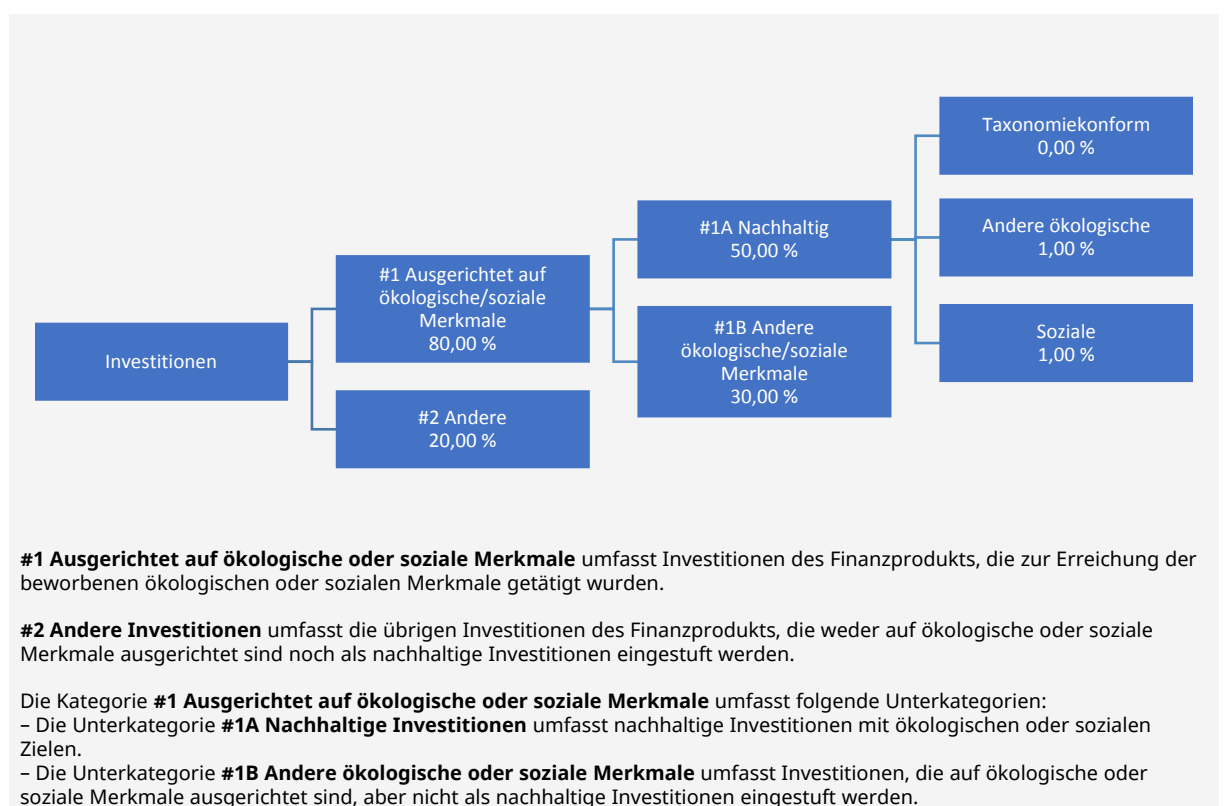 Taxonomiekonform
0,00 %
#1A Nachhaltig
50,00 %
Andere ökologische
1,00 %
#1 Ausgerichtet auf
ökologische/soziale
Merkmale
80,00 %
#1B Andere
ökologische/soziale
Merkmale
30,00 %
Soziale
1,00 %
Investitionen
#2 Andere
20,00 %
#1 Ausgerichtet auf ökologische oder soziale Merkmale umfasst Investitionen des Finanzprodukts, die zur Erreichung der
beworbenen ökologischen oder sozialen Merkmale getätigt wurden.
#2 Andere Investitionen umfasst die übrigen Investitionen des Finanzprodukts, die weder auf ökologische oder soziale
Merkmale ausgerichtet sind noch als nachhaltige Investitionen eingestuft werden.
Die Kategorie #1 Ausgerichtet auf ökologische oder soziale Merkmale umfasst folgende Unterkategorien:
– Die Unterkategorie #1A Nachhaltige Investitionen umfasst nachhaltige Investitionen mit ökologischen oder sozialen
Zielen.
– Die Unterkategorie #1B Andere ökologische oder soziale Merkmale umfasst Investitionen, die auf ökologische oder
soziale Merkmale ausgerichtet sind, aber nicht als nachhaltige Investitionen eingestuft werden.